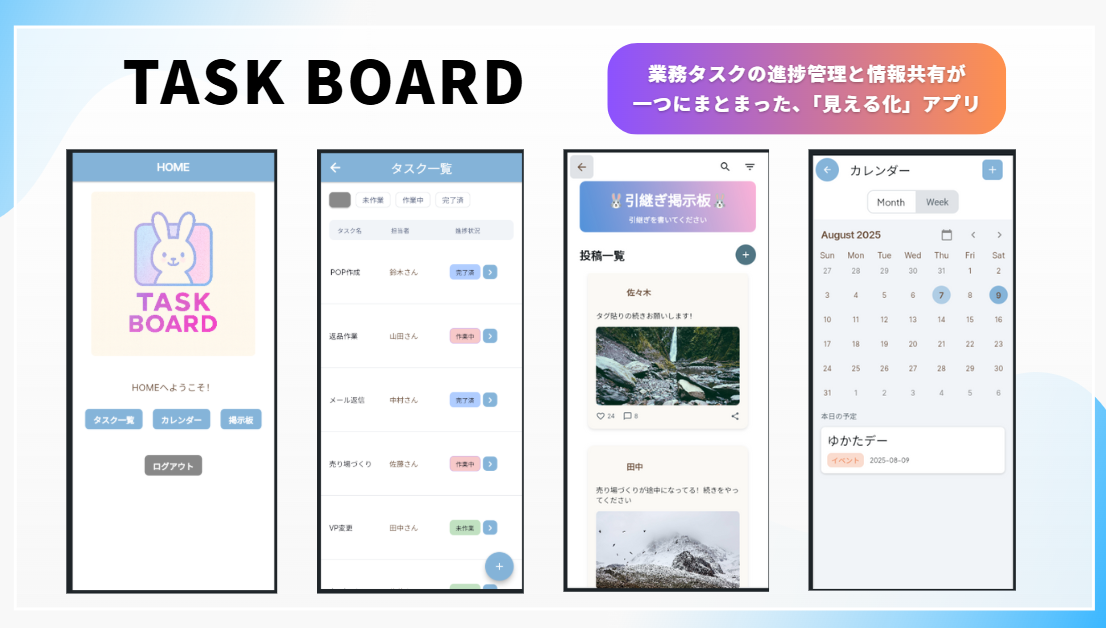 TASK BOARD
業務タスクの進捗管理と情報共有が
一つにまとまった、「見える化」アプリ
HOME
TASK
BOARD
HOMEへようこそ！
タスク一覧 カレンダー 掲示板
ログアウト
タスク一覧
未作業 作業中 完了済
タスク名 担当者 進捗状況
POP作成 鈴木さん 完了済
返品作業 山田さん 作業中
メール返信 中村さん 完了済
売り場づくり 佐藤さん 作業中
VP変更 田中さん 未作業
引継ぎ掲示板
引継ぎを書いてください
投稿一覧
佐々木
タグ貼りの続きお願いします！
24 8
田中
売り場づくりが途中になってる！続きをやっ
てください
カレンダー
Month Week
August 2025
Sun Mon Tue Wed Thu Fri Sat
27 28 29 30 31 1 2
3 4 5 6 7 8 9
10 11 12 13 14 15 16
17 18 19 20 21 22 23
24 25 26 27 28 29 30
31 1 2 3 4 5 6
本日の予定
ゆかたデー
イベント 2025-08-09